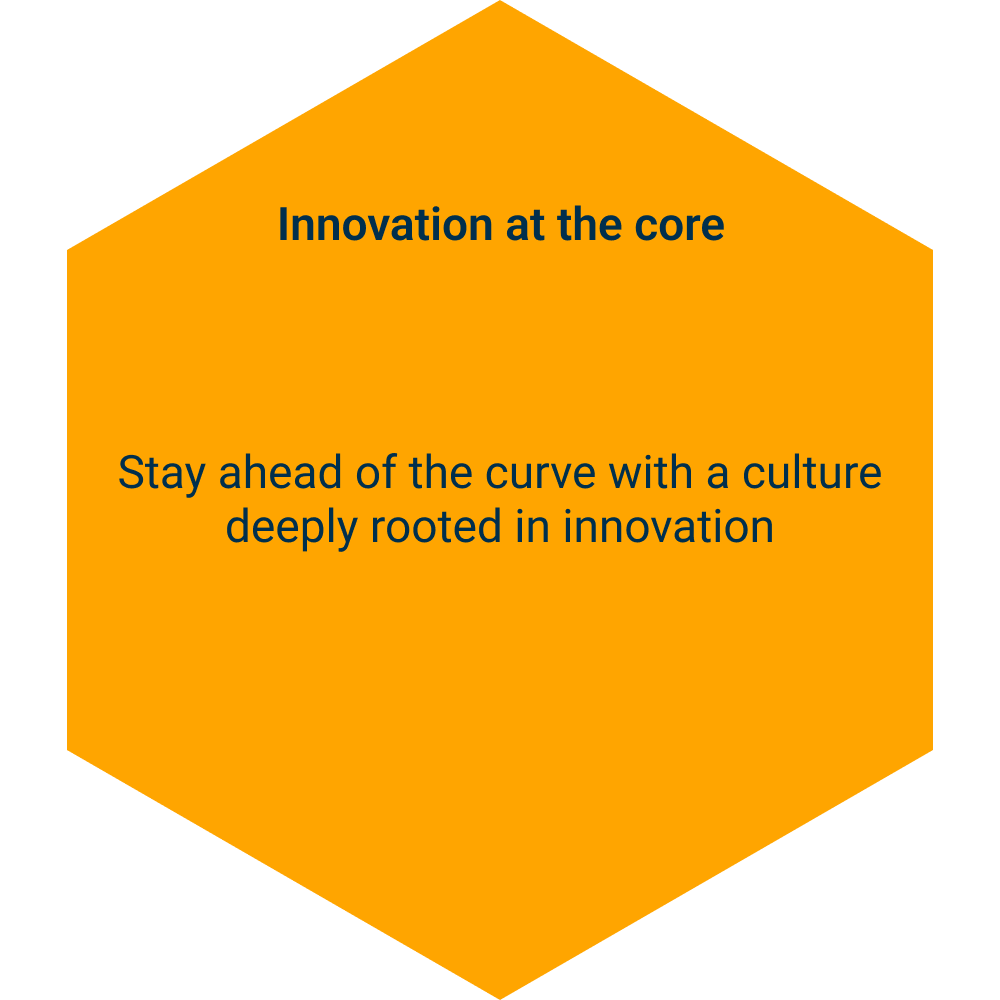 Innovation at the core
Stay ahead of the curve with a culture
deeply rooted in innovation